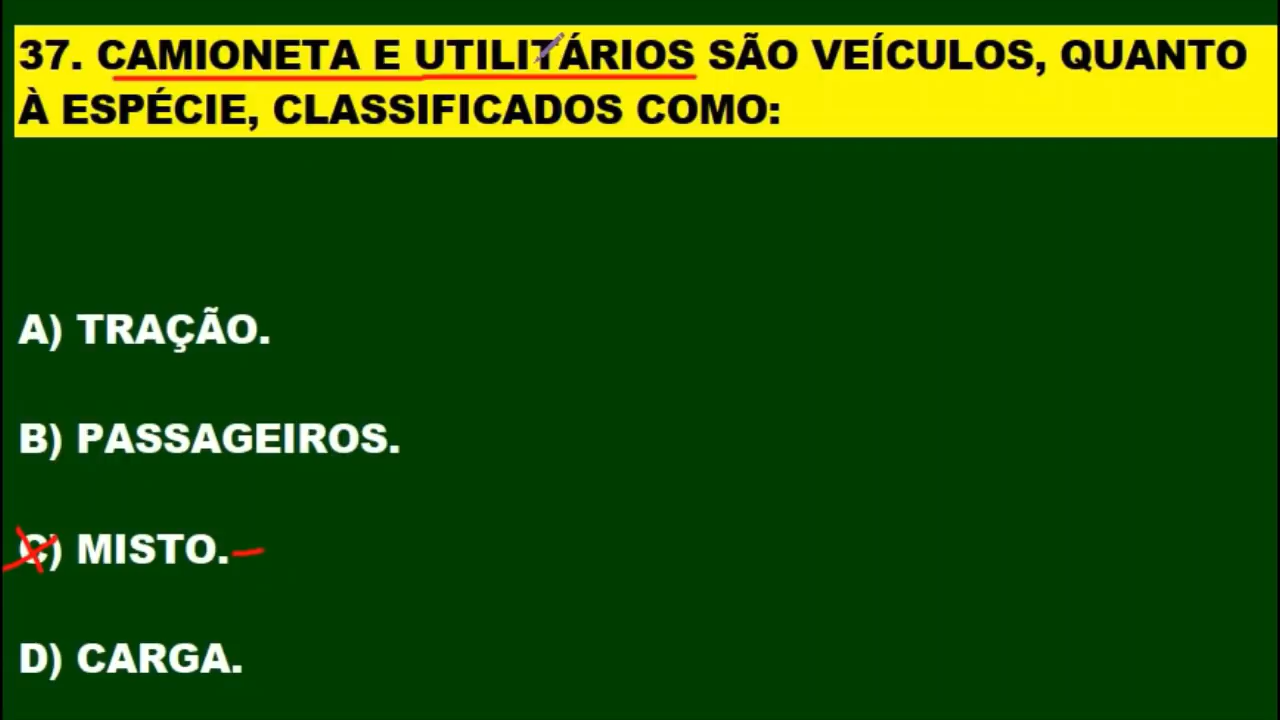 37. CAMIONETA E UTILITÁRIOS SÃO VEÍCULOS, QUANTO
À ESPÉCIE, CLASSIFICADOS COMO:
A) TRAÇÃO.
B) PASSAGEIROS.
C) MISTO.
D) CARGA.